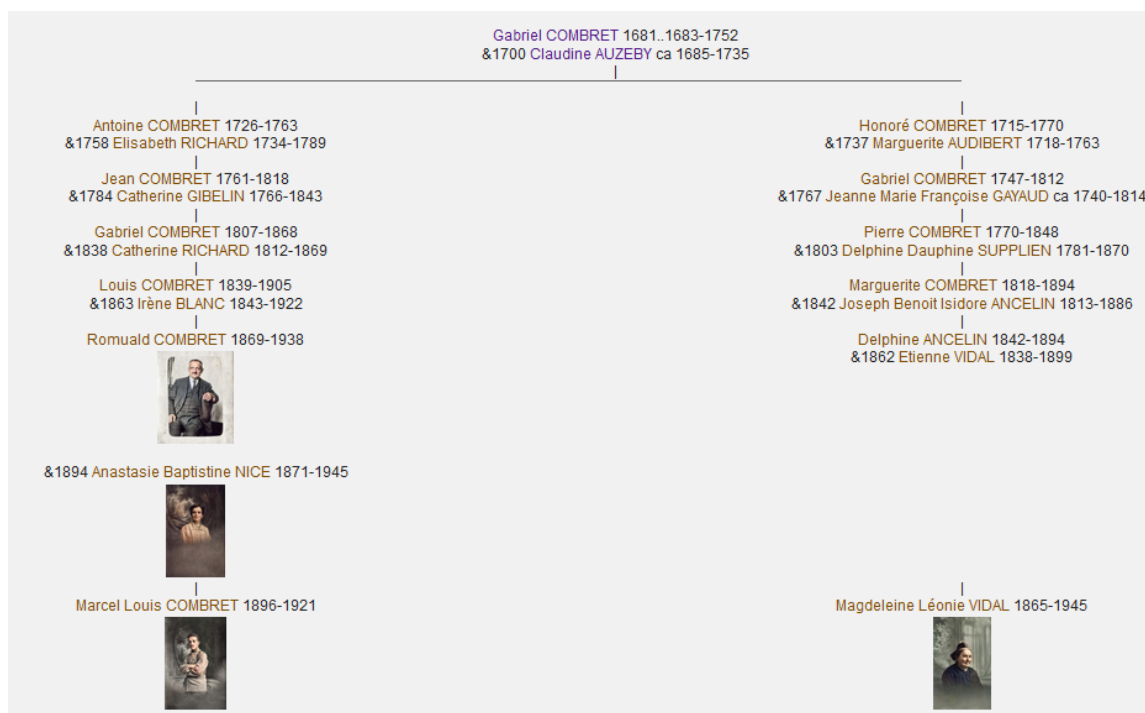 Gabriel COMBRET 1681..1683-1752
&1700 Claudine AUZEBY ca 1685-1735
Antoine COMBRET 1726-1763
&1758 Elisabeth RICHARD 1734-1789
Jean COMBRET 1761-1818
&1784 Catherine GIBELIN 1766-1843
Gabriel COMBRET 1807-1868
&1838 Catherine RICHARD 1812-1869
Louis COMBRET 1839-1905
&1863 Irène BLANC 1843-1922
Romuald COMBRET 1869-1938
&1894 Anastasie Baptistine NICE 1871-1945
Marcel Louis COMBRET 1896-1921
Honoré COMBRET 1715-1770
&1737 Marguerite AUDIBERT 1718-1763
Gabriel COMBRET 1747-1812
&1767 Jeanne Marie Françoise GAYAUD ca 1740-1814
Pierre COMBRET 1770-1848
&1803 Delphine Dauphine SUPPLIEN 1781-1870
Marguerite COMBRET 1818-1894
&1842 Joseph Benoit Isidore ANCELIN 1813-1886
Delphine ANCELIN 1842-1894
&1862 Etienne VIDAL 1838-1899
Magdeleine Léonie VIDAL 1865-1945